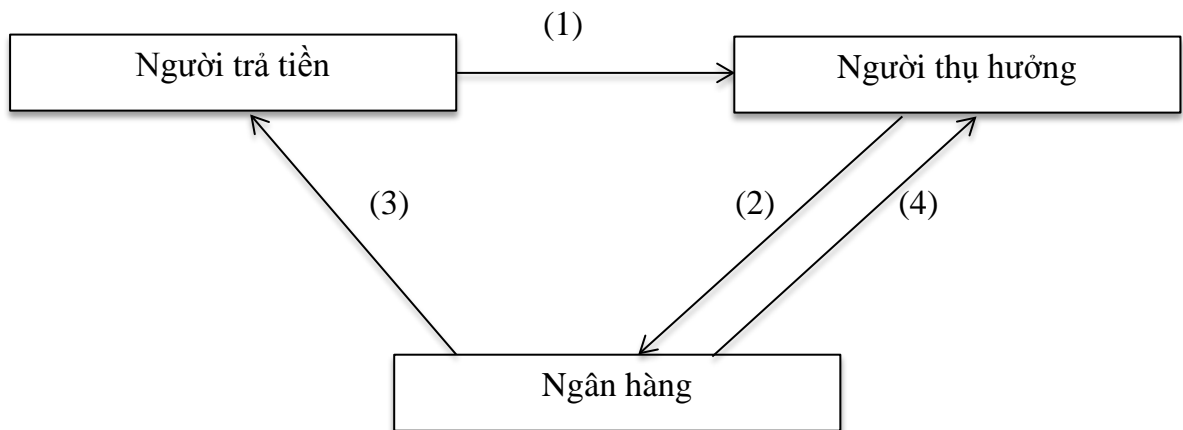 (1)
Người trả tiền
Người thụ hưởng
(3)
(2)
(4)
Ngân hàng